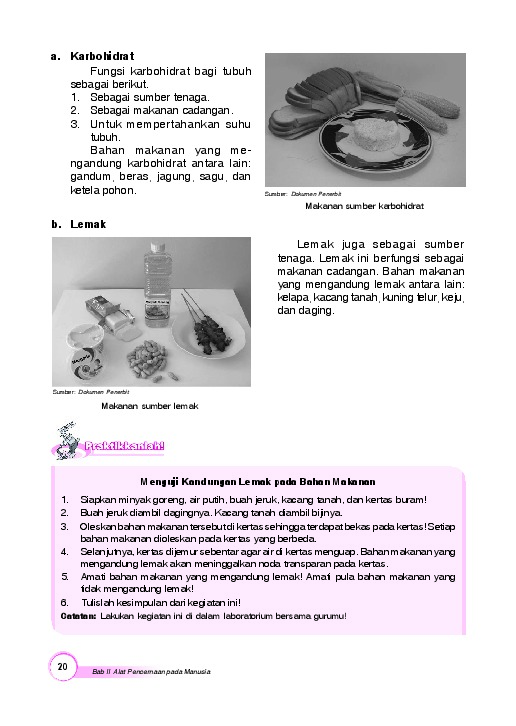 a. Karbohidrat
Fungsi karbohidrat bagi tubuh
sebagai berikut.
1. Sebagai sumber tenaga.
2. Sebagai makanan cadangan.
3. Untuk mempertahankan suhu
tubuh.
Bahan makanan yang me-
ngandung karbohidrat antara lain:
gandum, beras, jagung, sagu, dan
ketela pohon.
Sumber: Dokumen Penerbit
Makanan sumber karbohidrat
b. Lemak
Lemak juga sebagai sumber
tenaga. Lemak ini berfungsi sebagai
makanan cadangan. Bahan makanan
yang mengandung lemak antara lain:
kelapa, kacang tanah, kuning telur, keju,
dan daging.
Sumber: Dokumen Penerbit
Makanan sumber lemak
Praktikkanlah!
Menguji Kandungan Lemak pada Bahan Makanan
1. Siapkan minyak goreng, air putih, buah jeruk, kacang tanah, dan kertas buram!
2. Buah jeruk diambil dagingnya. Kacang tanah diambil bijinya.
3. Oleskan bahan makanan tersebut di kertas sehingga terdapat bekas pada kertas! Setiap
bahan makanan dioleskan pada kertas yang berbeda.
4. Selanjutnya, kertas dijemur sebentar agar air di kertas menguap. Bahan makanan yang
mengandung lemak akan meninggalkan noda transparan pada kertas.
5. Amati bahan makanan yang mengandung lemak! Amati pula bahan makanan yang
tidak mengandung lemak!
6. Tulislah kesimpulan dari kegiatan ini!
Catatan: Lakukan kegiatan ini di dalam laboratorium bersama gurumu!
20
Bab II Alat Pencernaan pada Manusia